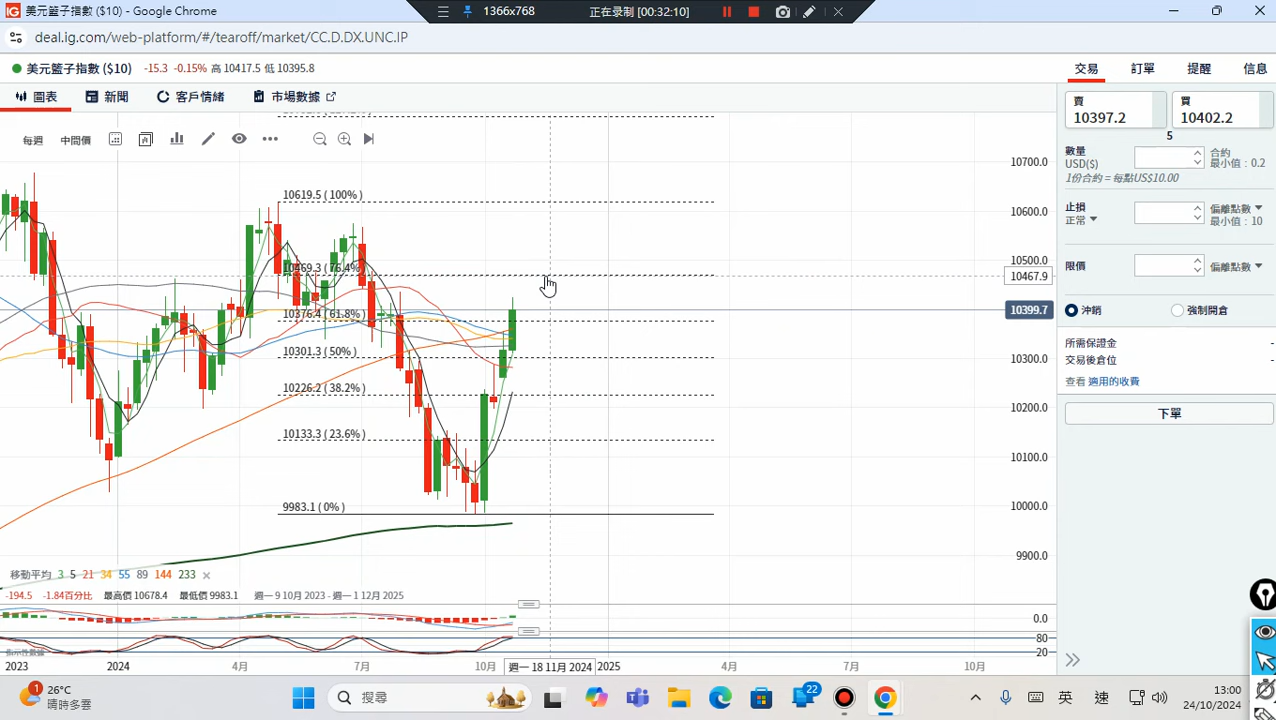 美元籃子指數 ($10) - Google Chrome
1366x768
正在录制 [00:32:10]
deal.ig.com/web-platform/#/tearoff/market/CC.D.DX.UNC.IP
美元籃子指數 ($10) -15.3 -0.15% 高 10417.5 低 10395.8
交易 訂單 提醒 信息
圖表 新聞 客戶情緒 市場數據
每週 中間價
賣 10397.2
買 10402.2
5
數量
USD($)
合約
最小值 : 0.2
1份合約 = 每點US$10.00
止損
正常
偏離點數
最小值 : 10
限價
偏離點數
沖銷 強制開倉
所需保證金 -
交易後倉位 -
查看 適用的收費
下單
10619.5 (100%)
10469.3 (76.4%)
10376.4 (61.8%)
10301.3 (50%)
10226.2 (38.2%)
10133.3 (23.6%)
9983.1 (0%)
10700.0
10600.0
10500.0
10467.9
10399.7
10300.0
10200.0
10100.0
10000.0
9900.0
移動平均 3 5 21 34 55 89 144 233 ×
-194.5 -1.84百分比 最高價 10678.4 最低價 9983.1 週一 9 10月 2023 - 週一 1 12月 2025
0.0
80
20
2023 2024 4月 7月 10月 週一 18 11月 2024 2025 4月 7月 10月
1
26°C
晴時多雲
搜尋
22
英
速
13:00
24/10/2024